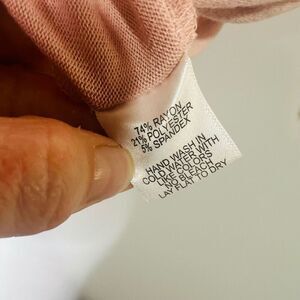 74% RAYON
21% POLYESTER
5% SPANDEX
HAND WASH IN
COLD WATER WITH
LIKE COLORS
NO BLEACH
LAY FLAT TO DRY